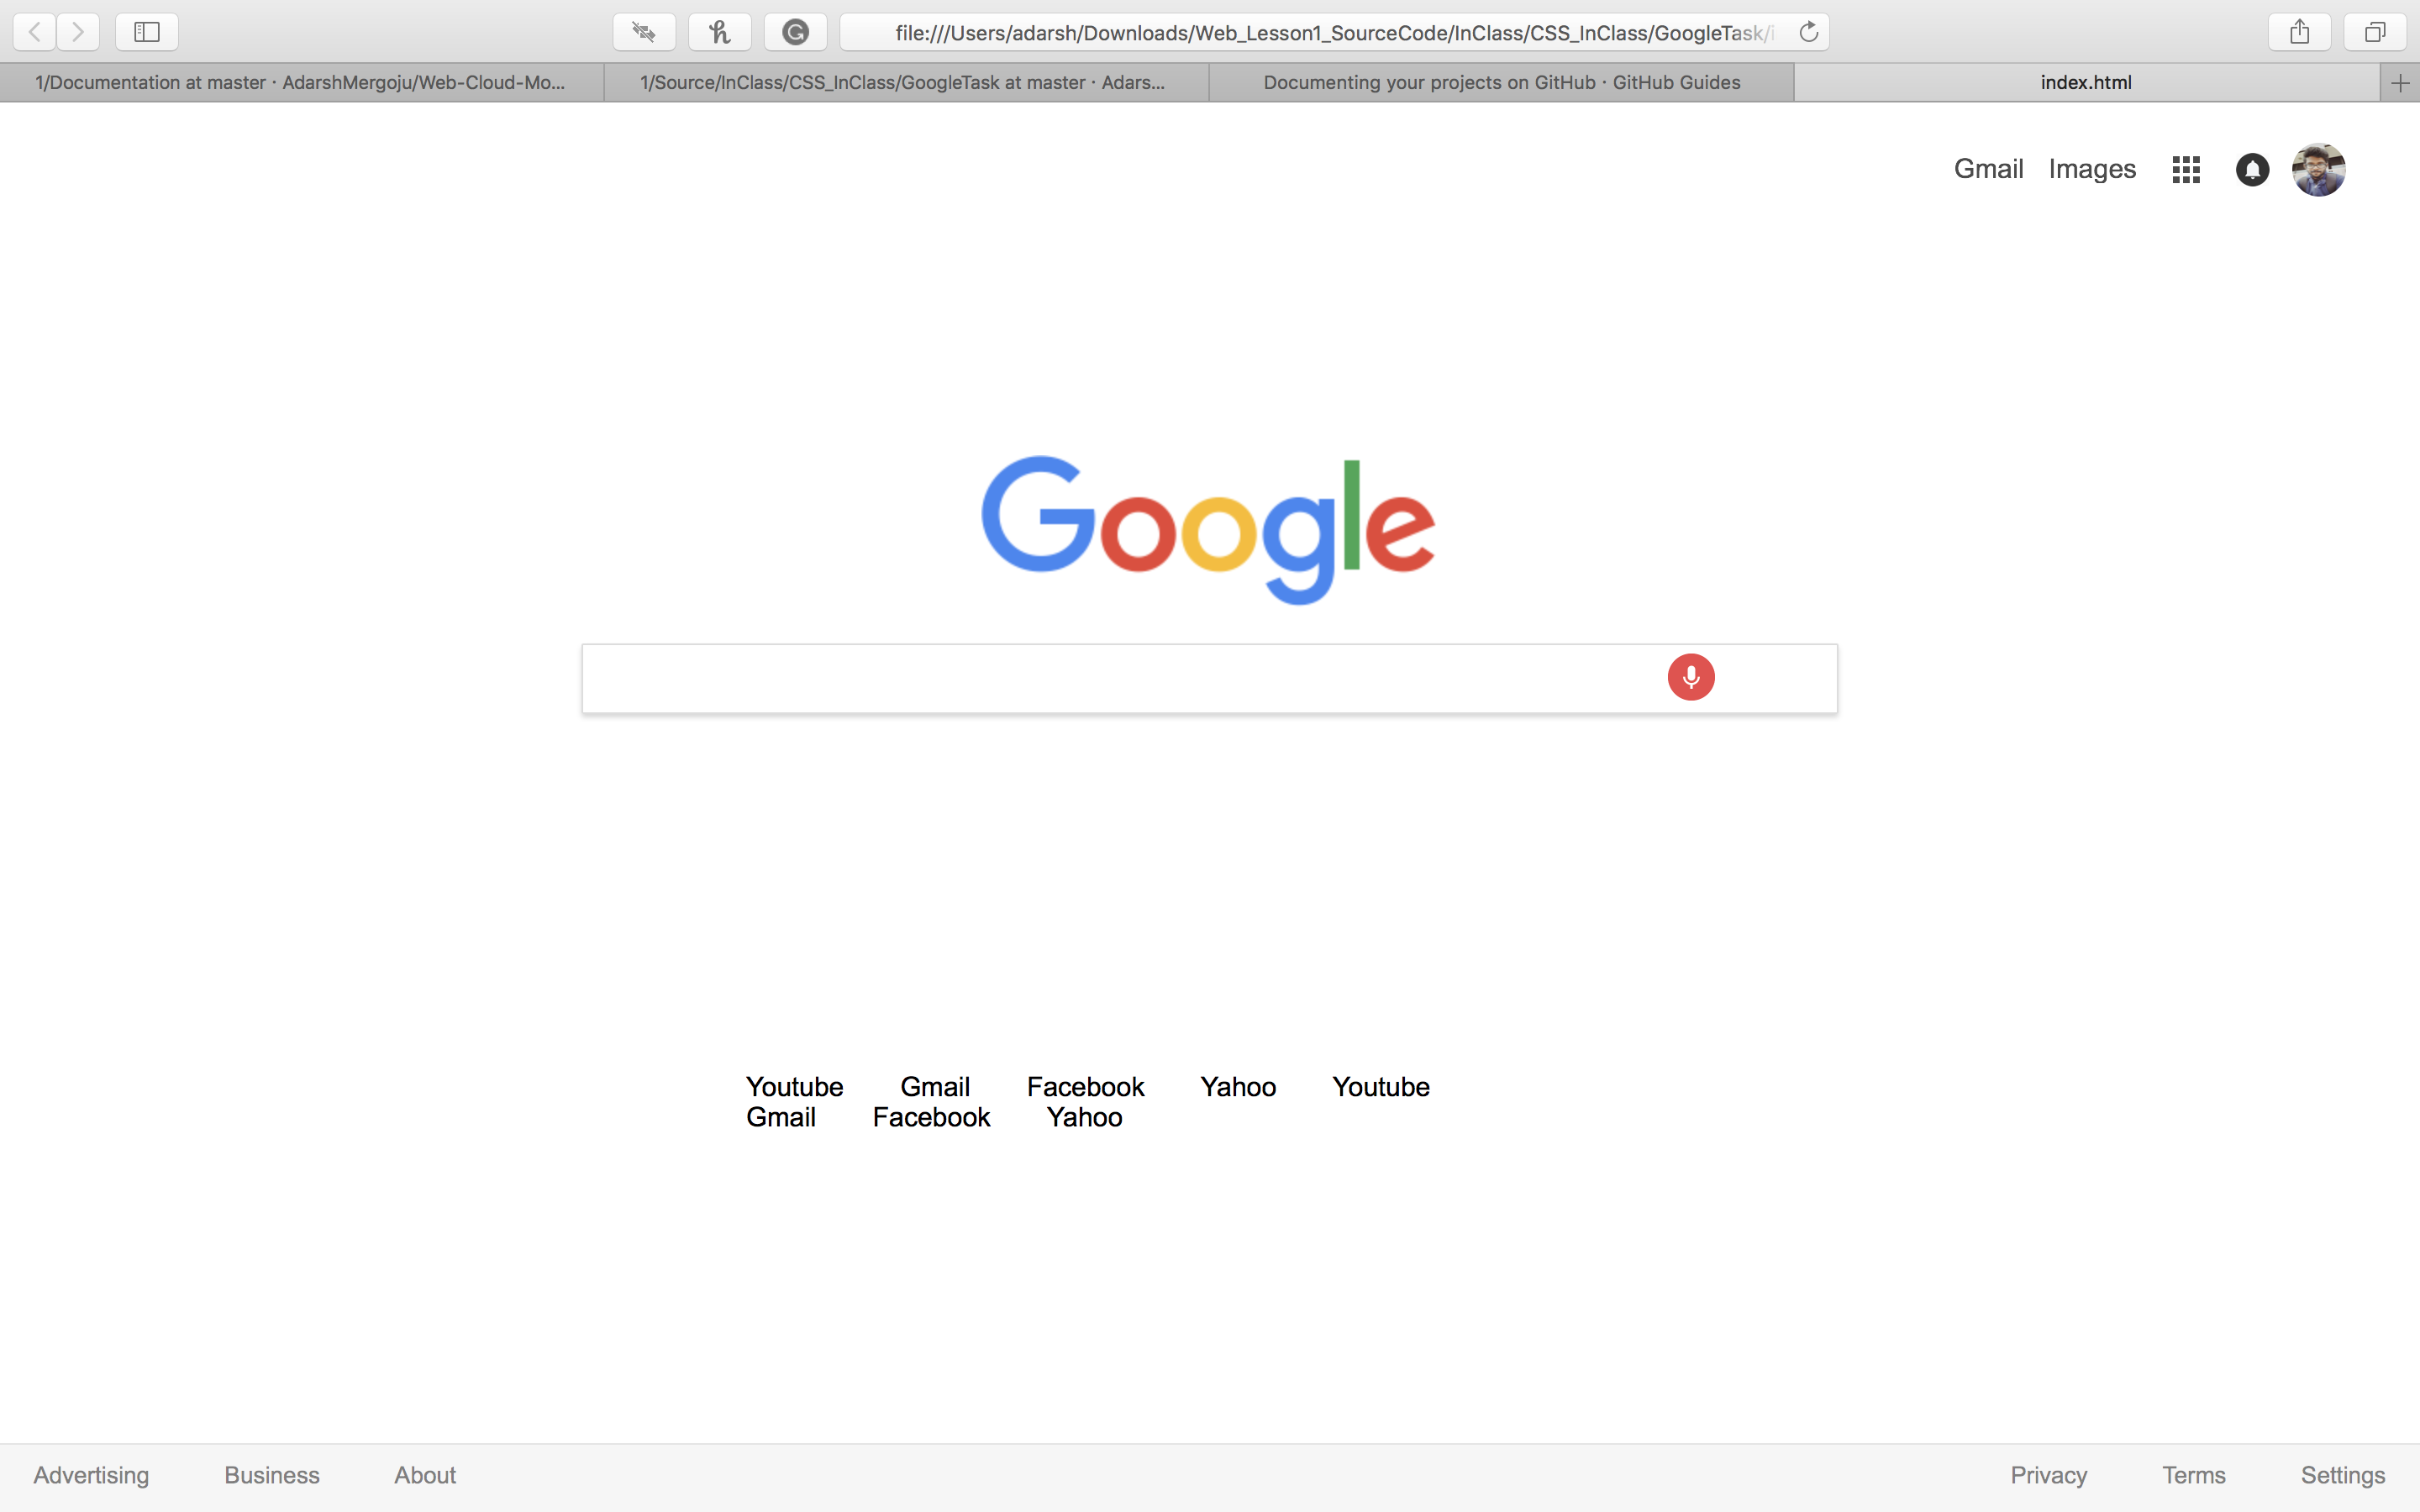 file:///Users/adarsh/Downloads/Web_Lesson1_SourceCode/InClass/CSS_InClass/GoogleTask/i
1/Documentation at master · AdarshMergoju/Web-Cloud-Mo...
1/Source/InClass/CSS_InClass/GoogleTask at master · Adars...
Documenting your projects on GitHub · GitHub Guides
index.html
Gmail Images
Google
Youtube Gmail Facebook Yahoo Youtube
Gmail Facebook Yahoo
Advertising Business About Privacy Terms Settings